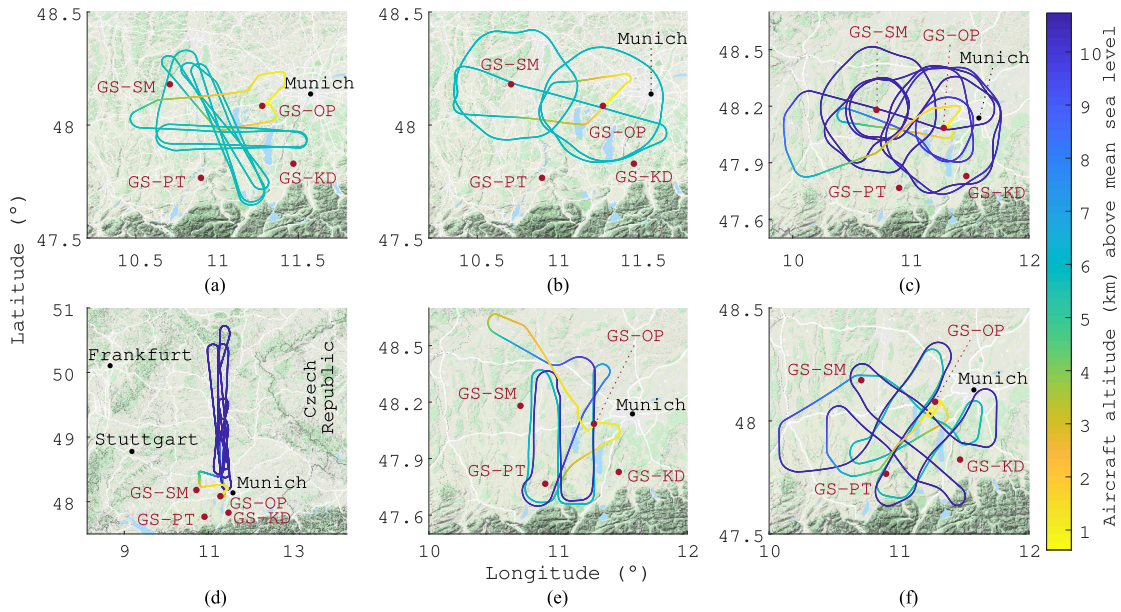 48.5
48
47.5
10.5
11
11.5
GS-SM
Munich
GS-OP
GS-PT
GS-KD
(a)
48.5
48
47.5
10.5
11
11.5
Munich
GS-SM
GS-OP
GS-PT
GS-KD
(b)
48.5
48.2
47.9
47.6
10
11
12
GS-SM
GS-OP
Munich
GS-PT
GS-KD
(c)
51
50
49
48
9
11
13
Frankfurt
Czech
Republic
Stuttgart
Munich
GS-SM
GS-OP
GS-PT
GS-KD
(d)
48.5
48.2
47.9
47.6
10
11
12
GS-OP
GS-SM
Munich
GS-PT
GS-KD
(e)
48.5
48
47.5
10
11
12
GS-OP
GS-SM
Munich
GS-KD
GS-PT
(f)
Latitude (°)
Longitude (°)
10
9
8
7
6
5
4
3
2
1
Aircraft altitude (km) above mean sea level